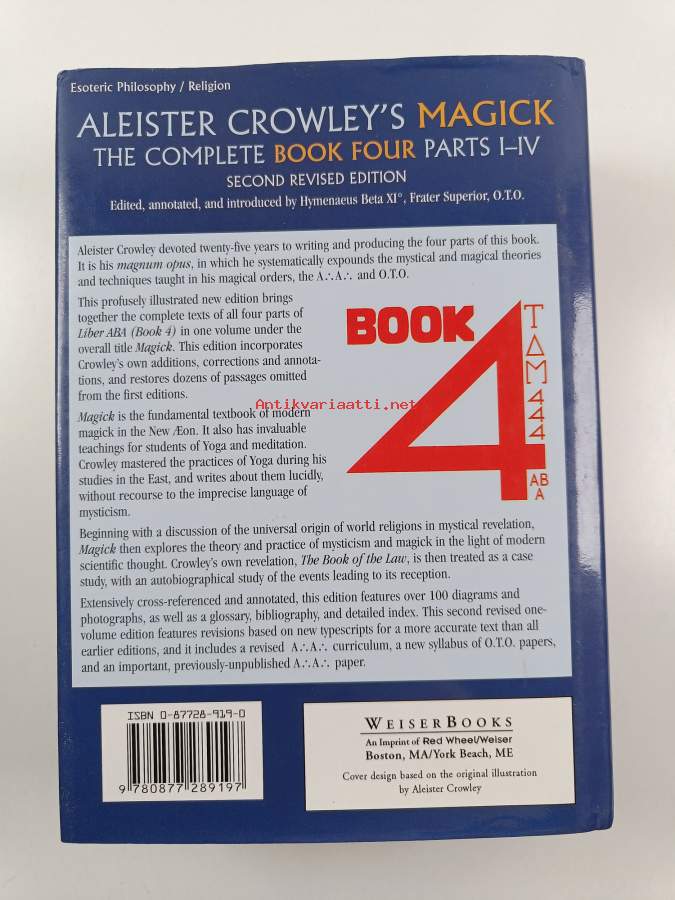 Esoteric Philosophy / Religion
ALEISTER CROWLEY'S MAGICK
THE COMPLETE BOOK FOUR PARTS I–IV
SECOND REVISED EDITION
Edited, annotated, and introduced by Hymenaeus Beta XI°, Frater Superior, O.T.O.
Aleister Crowley devoted twenty-five years to writing and producing the four parts of this book.
It is his magnum opus, in which he systematically expounds the mystical and magical theories
and techniques taught in his magical orders, the A∴A∴ and O.T.O.
This profusely illustrated new edition brings
together the complete texts of all four parts of
Liber ABA (Book 4) in one volume under the
overall title Magick. This edition incorporates
Crowley's own additions, corrections and annota-
tions, and restores dozens of passages omitted
from the first editions.
Magick is the fundamental textbook of modern
magick in the New Æon. It also has invaluable
teachings for students of Yoga and meditation.
Crowley mastered the practices of Yoga during his
studies in the East, and writes about them lucidly,
without recourse to the imprecise language of
mysticism.
BOOK
4
T
Δ
M
4
4
4
AB
A
Antikvariaatti.net
Beginning with a discussion of the universal origin of world religions in mystical revelation,
Magick then explores the theory and practice of mysticism and magick in the light of modern
scientific thought. Crowley's own revelation, The Book of the Law, is then treated as a case
study, with an autobiographical study of the events leading to its reception.
Extensively cross-referenced and annotated, this edition features over 100 diagrams and
photographs, as well as a glossary, bibliography, and detailed index. This second revised one-
volume edition features revisions based on new typescripts for a more accurate text than all
earlier editions, and it includes a revised A∴A∴ curriculum, a new syllabus of O.T.O. papers,
and an important, previously-unpublished A∴A∴ paper.
ISBN 0-87728-919-0
9 780877 289197
WEISERBOOKS
An Imprint of Red Wheel/Weiser
Boston, MA/York Beach, ME
Cover design based on the original illustration
by Aleister Crowley